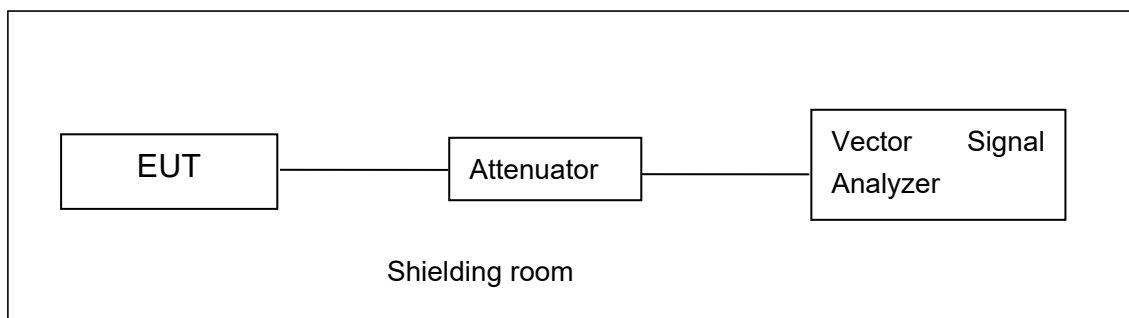 EUT
Attenuator
Vector Signal
Analyzer
Shielding room